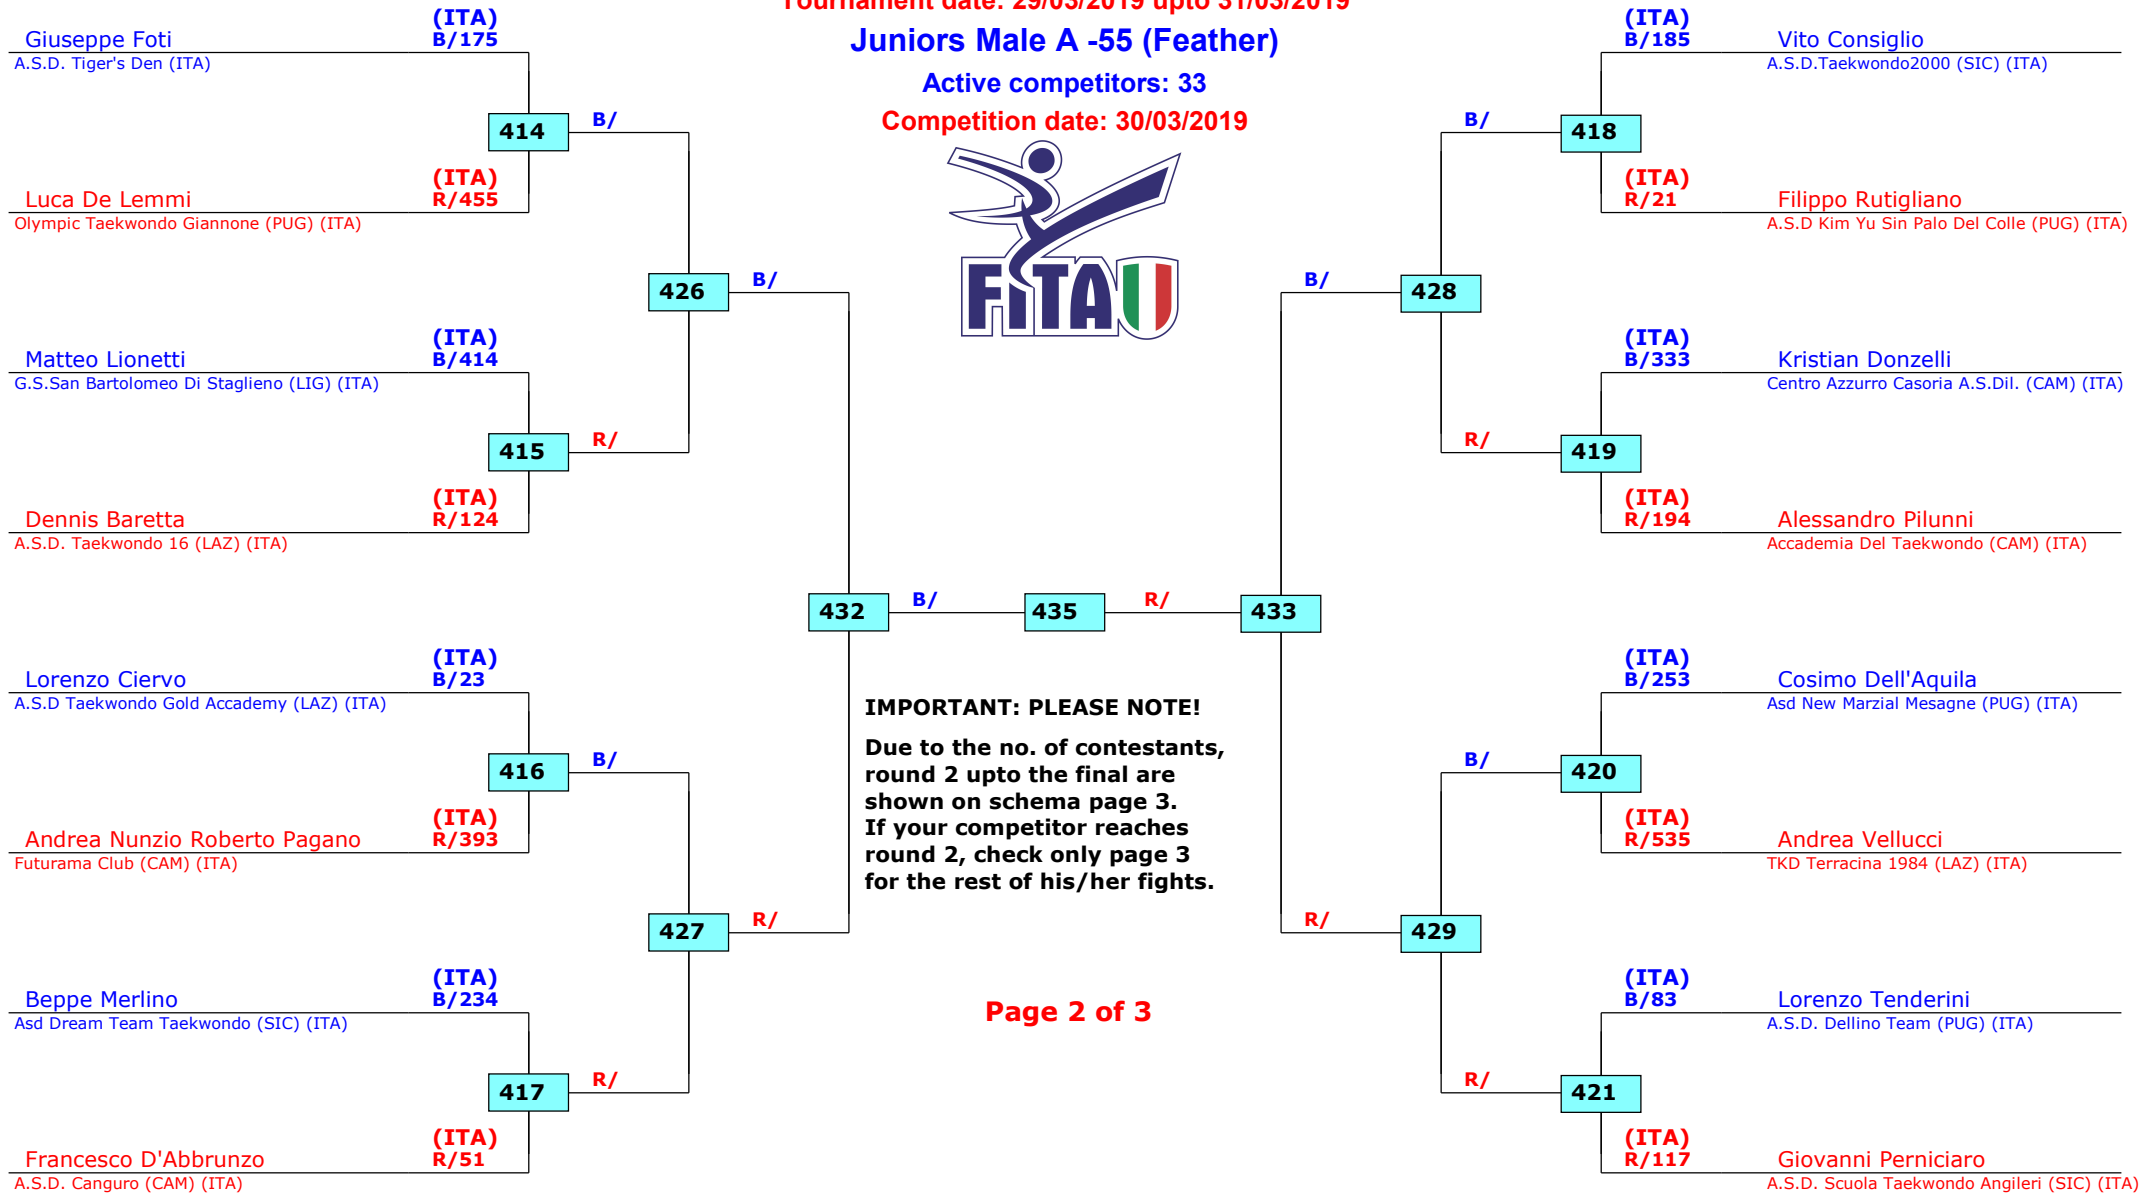 Tournament date: 29/03/2019 upto 31/03/2019
Juniors Male A -55 (Feather)
Active competitors: 33
Competition date: 30/03/2019
FITA
(ITA)
Giuseppe Foti B/175
A.S.D. Tiger's Den (ITA)
414
B/
(ITA)
Luca De Lemmi R/455
Olympic Taekwondo Giannone (PUG) (ITA)
426
B/
(ITA)
Matteo Lionetti B/414
G.S.San Bartolomeo Di Staglieno (LIG) (ITA)
415
R/
(ITA)
Dennis Baretta R/124
A.S.D. Taekwondo 16 (LAZ) (ITA)
432
B/
435
R/
433
(ITA)
Lorenzo Ciervo B/23
A.S.D Taekwondo Gold Accademy (LAZ) (ITA)
416
B/
(ITA)
Andrea Nunzio Roberto Pagano R/393
Futurama Club (CAM) (ITA)
427
R/
(ITA)
Beppe Merlino B/234
Asd Dream Team Taekwondo (SIC) (ITA)
417
R/
(ITA)
Francesco D'Abbrunzo R/51
A.S.D. Canguro (CAM) (ITA)
IMPORTANT: PLEASE NOTE!
Due to the no. of contestants,
round 2 upto the final are
shown on schema page 3.
If your competitor reaches
round 2, check only page 3
for the rest of his/her fights.
Page 2 of 3
(ITA)
B/185 Vito Consiglio
A.S.D.Taekwondo2000 (SIC) (ITA)
B/
418
(ITA)
R/21 Filippo Rutigliano
A.S.D Kim Yu Sin Palo Del Colle (PUG) (ITA)
B/
428
(ITA)
B/333 Kristian Donzelli
Centro Azzurro Casoria A.S.Dil. (CAM) (ITA)
R/
419
(ITA)
R/194 Alessandro Pilunni
Accademia Del Taekwondo (CAM) (ITA)
(ITA)
B/253 Cosimo Dell'Aquila
Asd New Marzial Mesagne (PUG) (ITA)
B/
420
(ITA)
R/535 Andrea Vellucci
TKD Terracina 1984 (LAZ) (ITA)
R/
429
(ITA)
B/83 Lorenzo Tenderini
A.S.D. Dellino Team (PUG) (ITA)
R/
421
(ITA)
R/117 Giovanni Perniciaro
A.S.D. Scuola Taekwondo Angileri (SIC) (ITA)